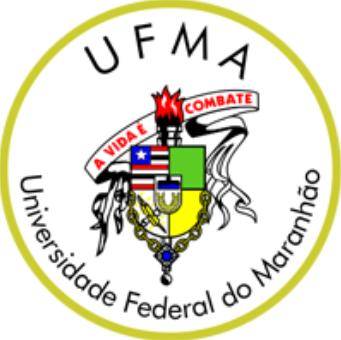 UFMA
A VIDA É COMBATE
Universidade Federal do Maranhão